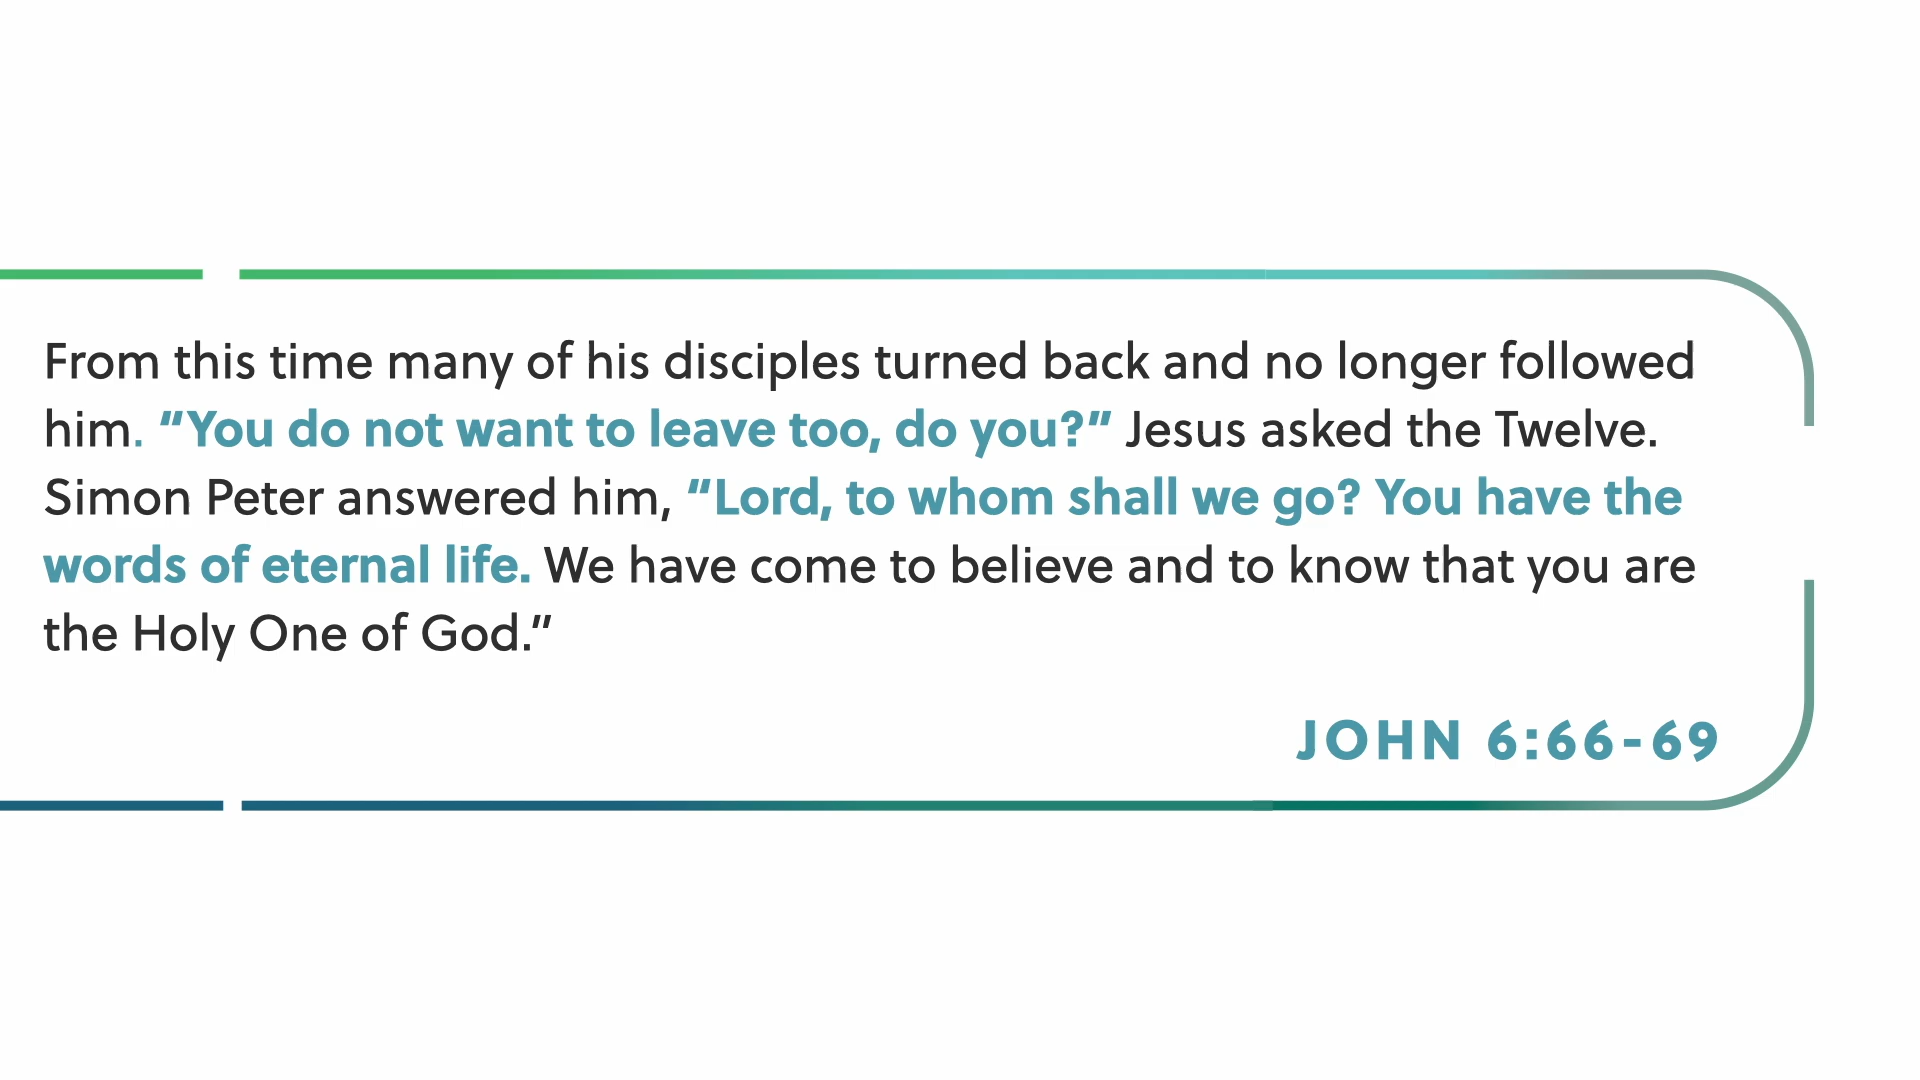 From this time many of his disciples turned back and no longer followed
him. “You do not want to leave too, do you?” Jesus asked the Twelve.
Simon Peter answered him, “Lord, to whom shall we go? You have the
words of eternal life. We have come to believe and to know that you are
the Holy One of God.”
JOHN 6:66-69